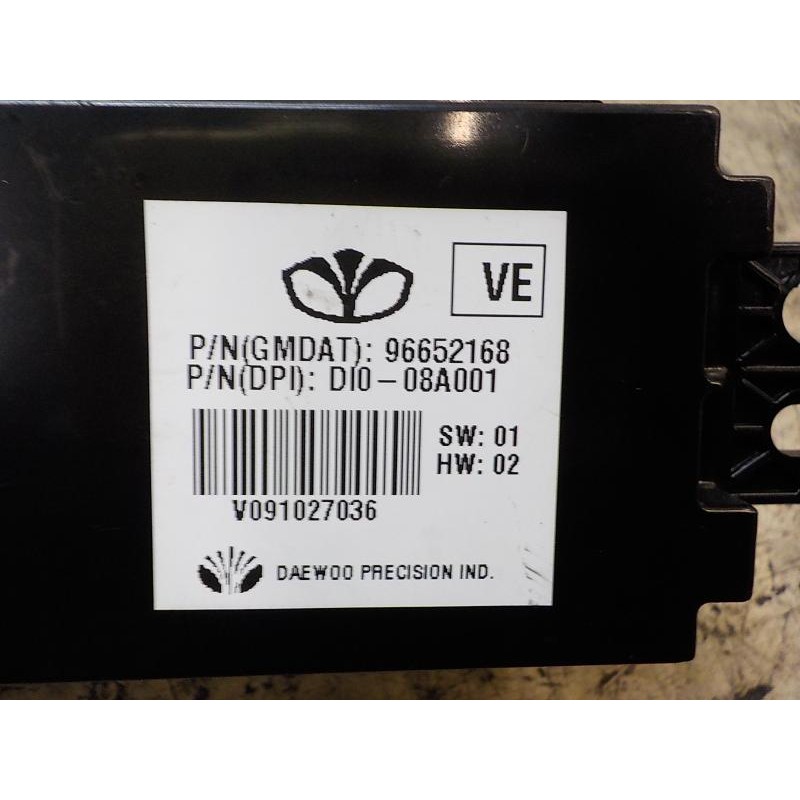 VE
P/N(GMDAT): 96652168
P/N(DPI): DI0-08A001
SW: 01
HW: 02
V091027036
DAEWOO PRECISION IND.